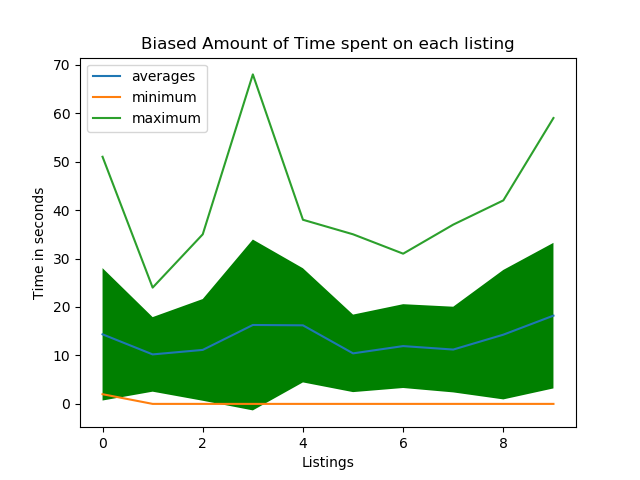 Biased Amount of Time spent on each listing
averages
minimum
maximum
Time in seconds
70
60
50
40
30
20
10
0
0 2 4 6 8
Listings